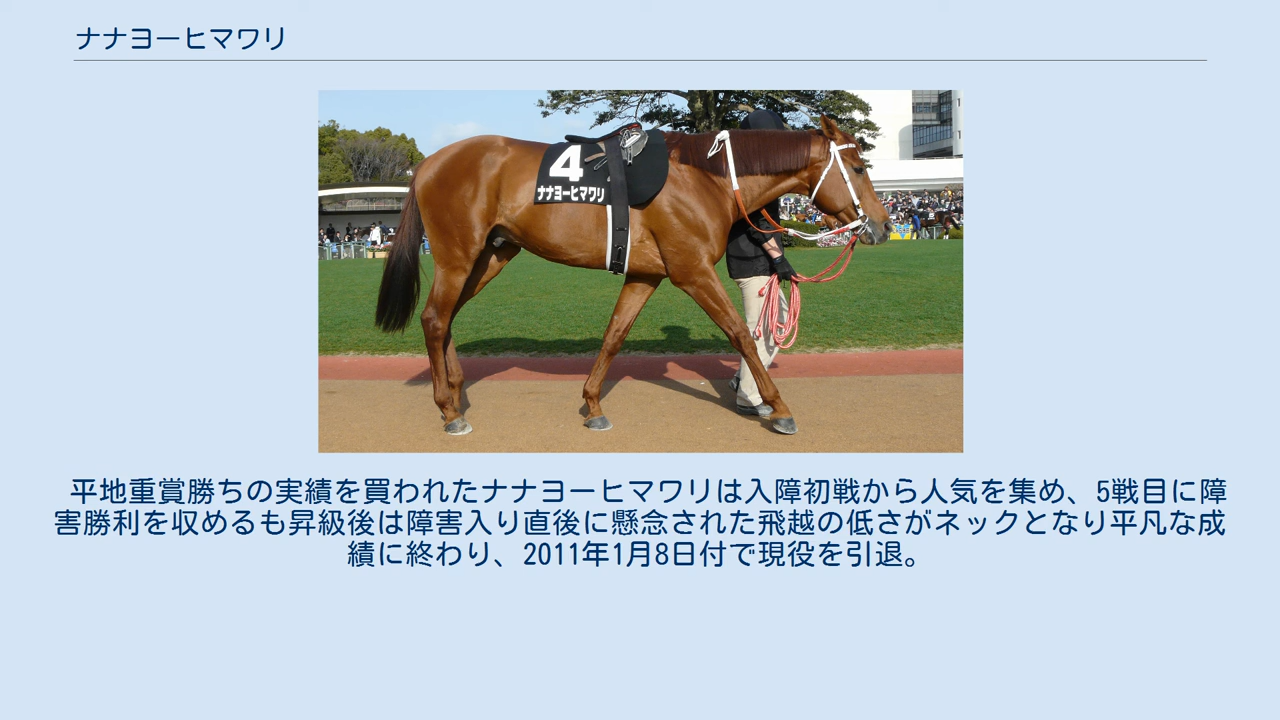 ナナヨーヒマワリ
4
ナナヨーヒマワリ
平地重賞勝ちの実績を買われたナナヨーヒマワリは入障初戦から人気を集め、5戦目に障
害勝利を収めるも昇級後は障害入り直後に懸念された飛越の低さがネックとなり平凡な成
績に終わり、2011年1月8日付で現役を引退。